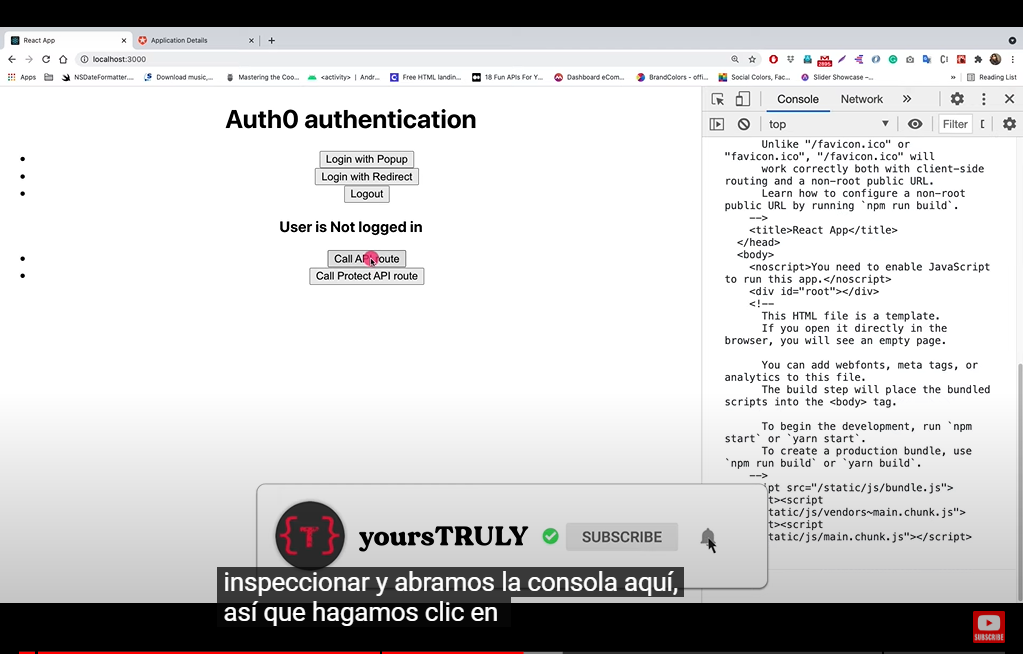 React App
Application Details
localhost:3000
Apps
NSDateFormatter....
Download music,...
Mastering the Coo...
<activity> | Andr...
Free HTML landin...
18 Fun APIs For Y...
Dashboard eCom...
BrandColors - offi...
Social Colors, Fac...
Slider Showcase –...
»
Reading List
Auth0 authentication
Login with Popup
Login with Redirect
Logout
User is Not logged in
Call API route
Call Protect API route
Console
Network
»
top
Filter
Unlike "/favicon.ico" or
"favicon.ico", "/favicon.ico" will
work correctly both with client-side
routing and a non-root public URL.
Learn how to configure a non-root
public URL by running `npm run build`.
-->
<title>React App</title>
</head>
<body>
<noscript>You need to enable JavaScript
to run this app.</noscript>
<div id="root"></div>
<!--
This HTML file is a template.
If you open it directly in the
browser, you will see an empty page.
You can add webfonts, meta tags, or
analytics to this file.
The build step will place the bundled
scripts into the <body> tag.
To begin the development, run `npm
start` or `yarn start`.
To create a production bundle, use
`npm run build` or `yarn build`.
-->
ipt src="/static/js/bundle.js">
t><script
tatic/js/vendors~main.chunk.js">
t><script
tatic/js/main.chunk.js"></script>
{T}
yoursTRULY
SUBSCRIBE
inspeccionar y abramos la consola aquí,
así que hagamos clic en
SUBSCRIBE